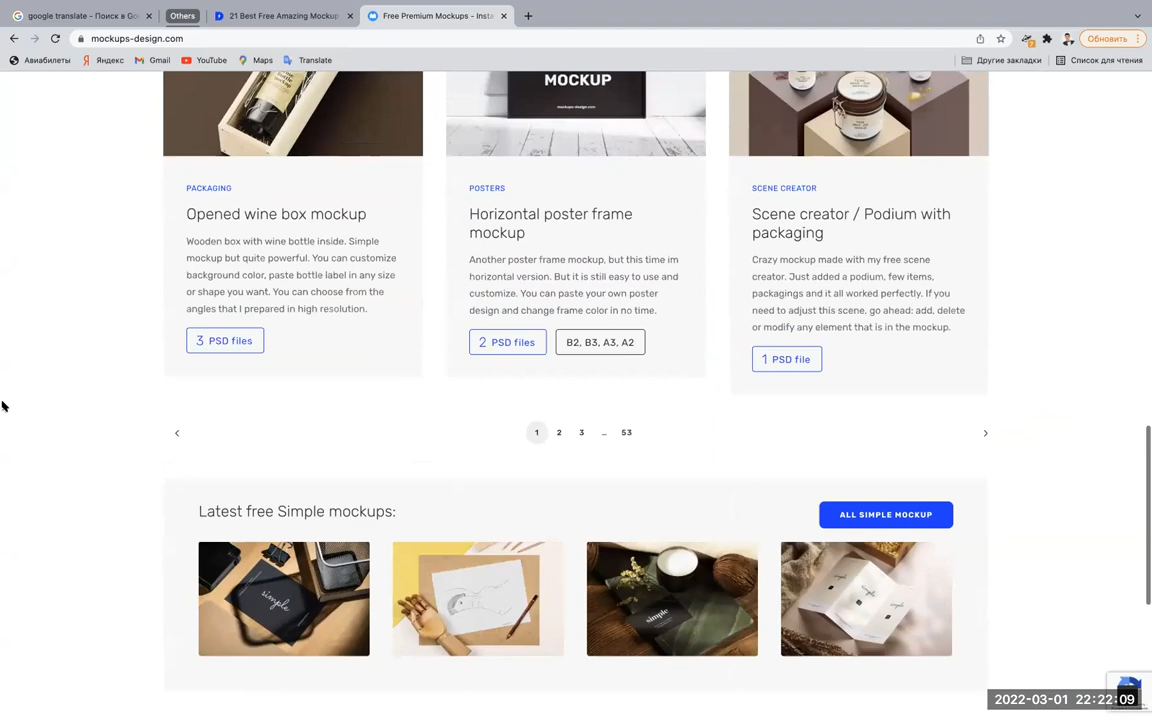 google translate – Поиск в Go
Others
21 Best Free Amazing Mockup
Free Premium Mockups - Insta
mockups-design.com
Обновить
Авиабилеты
Яндекс
Gmail
YouTube
Maps
Translate
Другие закладки
Список для чтения
MOCKUP
mockups-design.com
PACKAGING
Opened wine box mockup
Wooden box with wine bottle inside. Simple
mockup but quite powerful. You can customize
background color, paste bottle label in any size
or shape you want. You can choose from the
angles that I prepared in high resolution.
3 PSD files
POSTERS
Horizontal poster frame
mockup
Another poster frame mockup, but this time im
horizontal version. But it is still easy to use and
customize. You can paste your own poster
design and change frame color in no time.
2 PSD files
B2, B3, A3, A2
SCENE CREATOR
Scene creator / Podium with
packaging
Crazy mockup made with my free scene
creator. Just added a podium, few items,
packagings and it all worked perfectly. If you
need to adjust this scene, go ahead: add, delete
or modify any element that is in the mockup.
1 PSD file
1 2 3 … 53
Latest free Simple mockups:
ALL SIMPLE MOCKUP
simple
simple
simple
2022-03-01 22:22:09